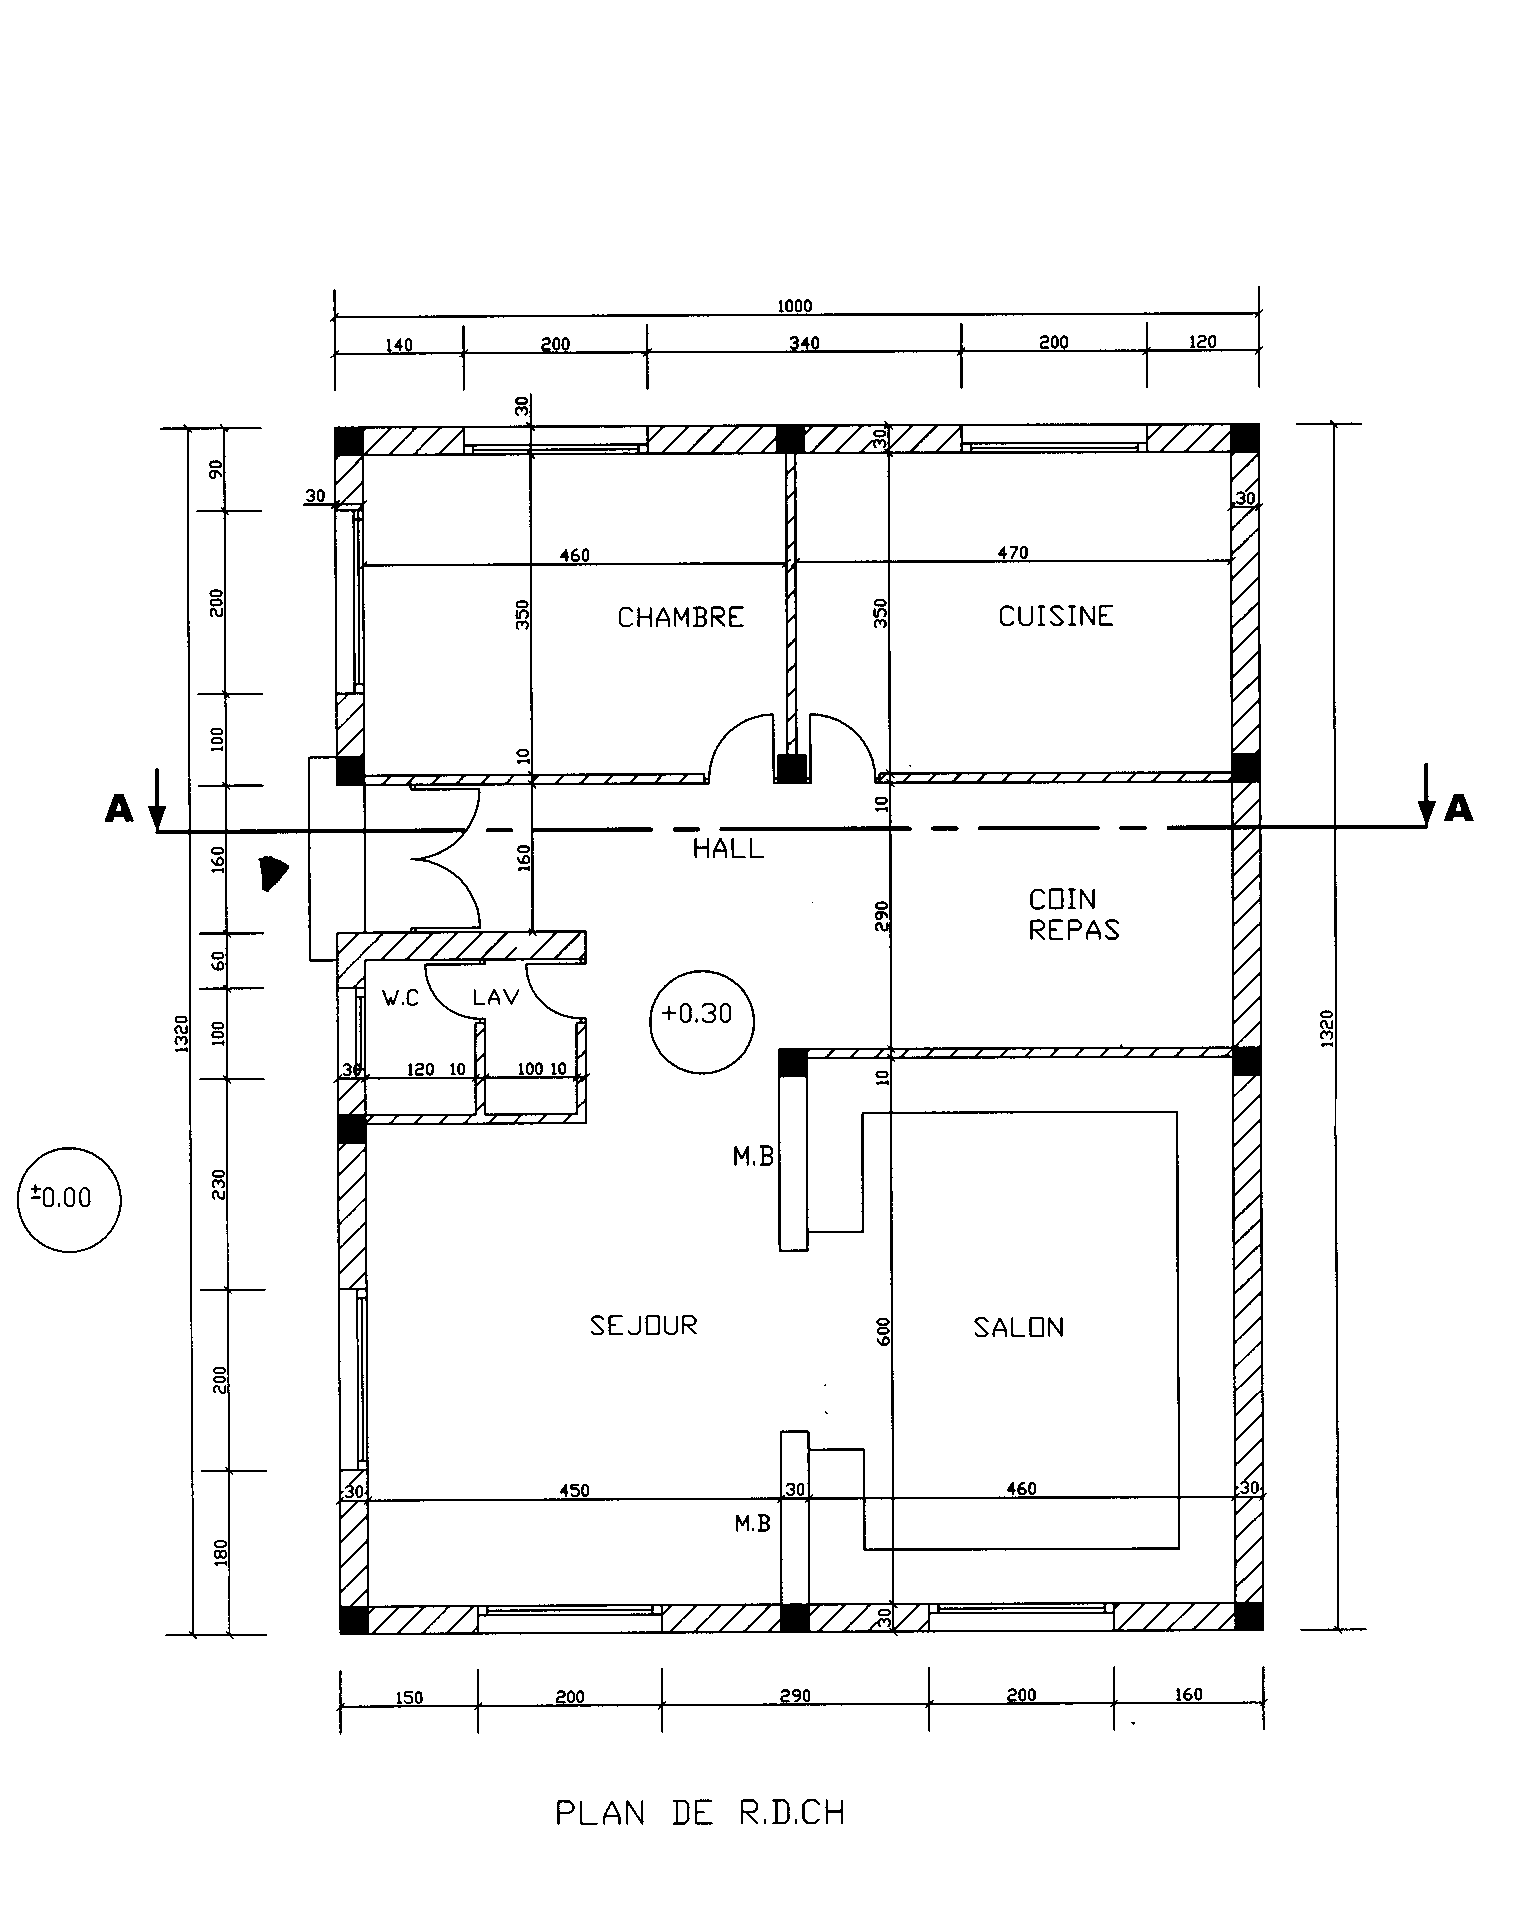 1000
140 200 340 200 120
30
30
90
30
30
460
470
200
350
350
CHAMBRE
CUISINE
100
10
10
A
A
HALL
160
160
290
COIN
REPAS
60
W.C
LAV
+0.30
1320
100
1320
30 120 10 100 10
10
M.B
230
±0.00
SEJOUR
SALON
600
200
30 450 30 460 30
M.B
180
30
150 200 290 200 160
PLAN DE R.D.CH